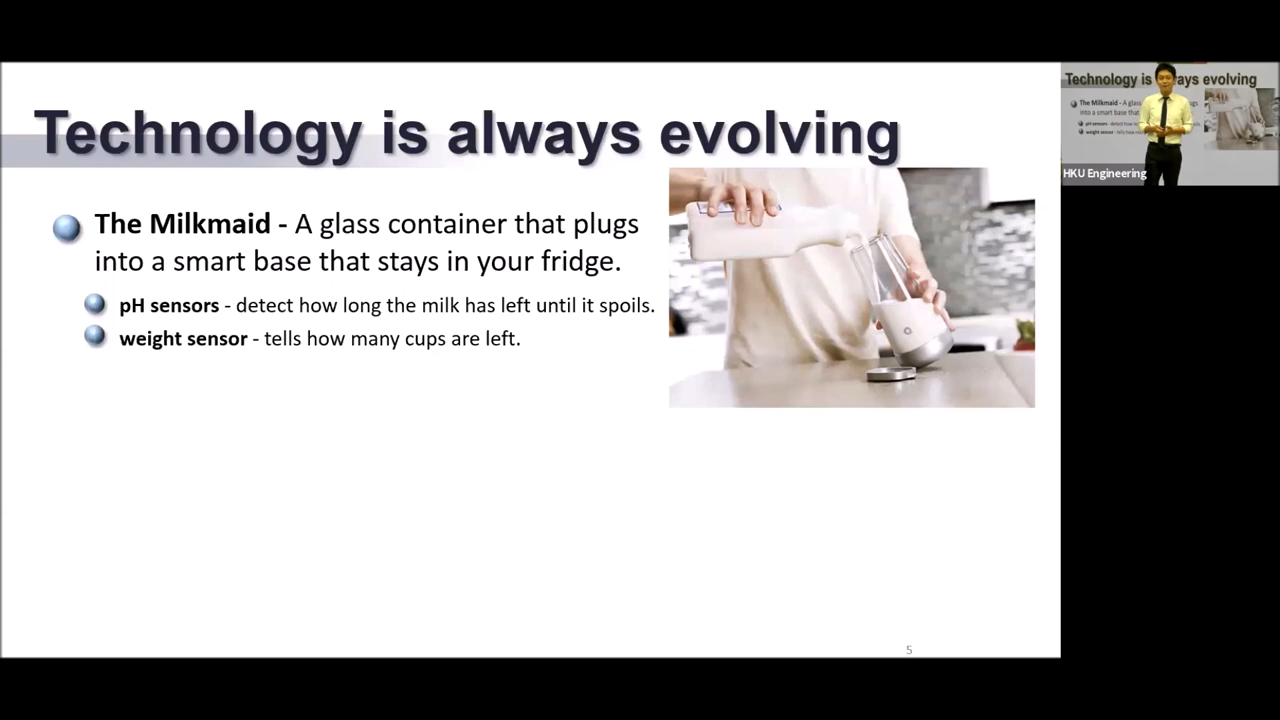 Technology is always evolving
The Milkmaid - A glass container that plugs
into a smart base that stays in your fridge.
pH sensors - detect how long the milk has left until it spoils.
weight sensor - tells how many cups are left.
5
Technology is ays evolving
The Milkmaid - A gla
into a smart base that
pH sensors - detect how
weight sensor - tells how
HKU Engineering